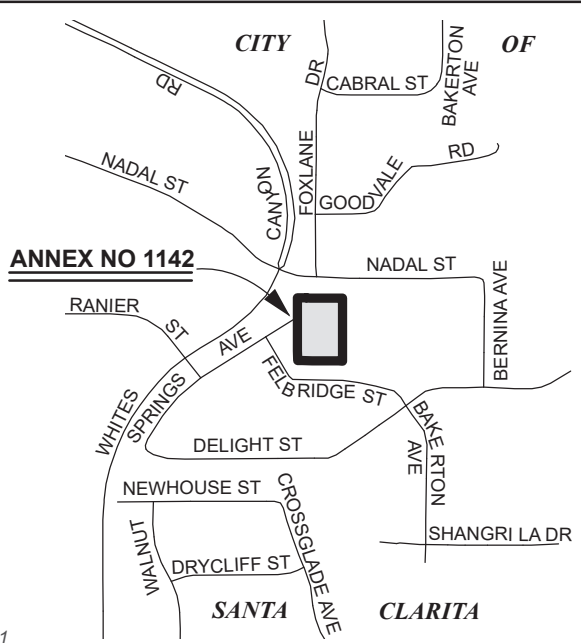 CITY OF
RD
DR
CABRAL ST
BAKERTON
AVE
NADAL ST
CANYON
FOXLANE
GOOD VALE RD
ANNEX NO 1142
NADAL ST
RANIER ST
BERNINA AVE
WHITES
SPRINGS AVE
FELBRIDGE ST
DELIGHT ST
BAKE RTON
AVE
NEWHOUSE ST
WALNUT
CROSSGLADE AVE
SHANGRI LA DR
DRYCLIFF ST
SANTA CLARITA
1